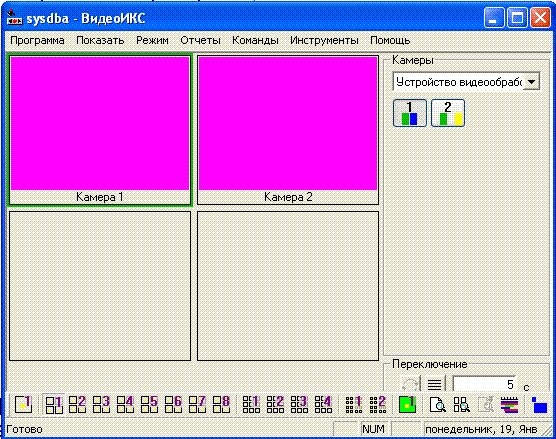 sysdba - ВидеоИКС
Программа Показать Режим Отчеты Команды Инструменты Помощь
Камеры
Устройство видеообрабо
1 2
Камера 1 Камера 2
Переключение
5 с
1 1 2 3 4 5 6 7 8 1 2 3 4 1 2 1
Готово NUM понедельник, 19, Янв